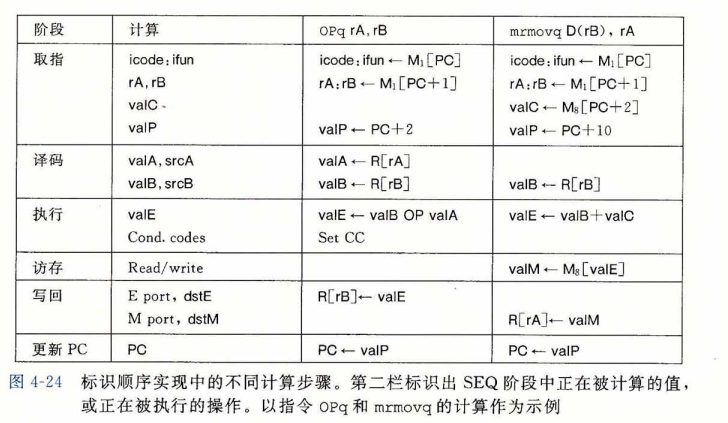 阶段 计算 OPq rA, rB mrmovq D(rB), rA
取指 icode:ifun icode:ifun ← M₁[PC] icode:ifun ← M₁[PC]
rA, rB rA:rB ← M₁[PC+1] rA:rB ← M₁[PC+1]
valC valC ← M₈[PC+2]
valP valP ← PC+2 valP ← PC+10
译码 valA, srcA valA ← R[rA]
valB, srcB valB ← R[rB] valB ← R[rB]
执行 valE valE ← valB OP valA valE ← valB+valC
Cond. codes Set CC
访存 Read/write valM ← M₈[valE]
写回 E port, dstE R[rB]← valE
M port, dstM R[rA]← valM
更新 PC PC PC ← valP PC ← valP
图 4-24 标识顺序实现中的不同计算步骤。第二栏标识出 SEQ 阶段中正在被计算的值，
或正在被执行的操作。以指令 OPq 和 mrmovq 的计算作为示例